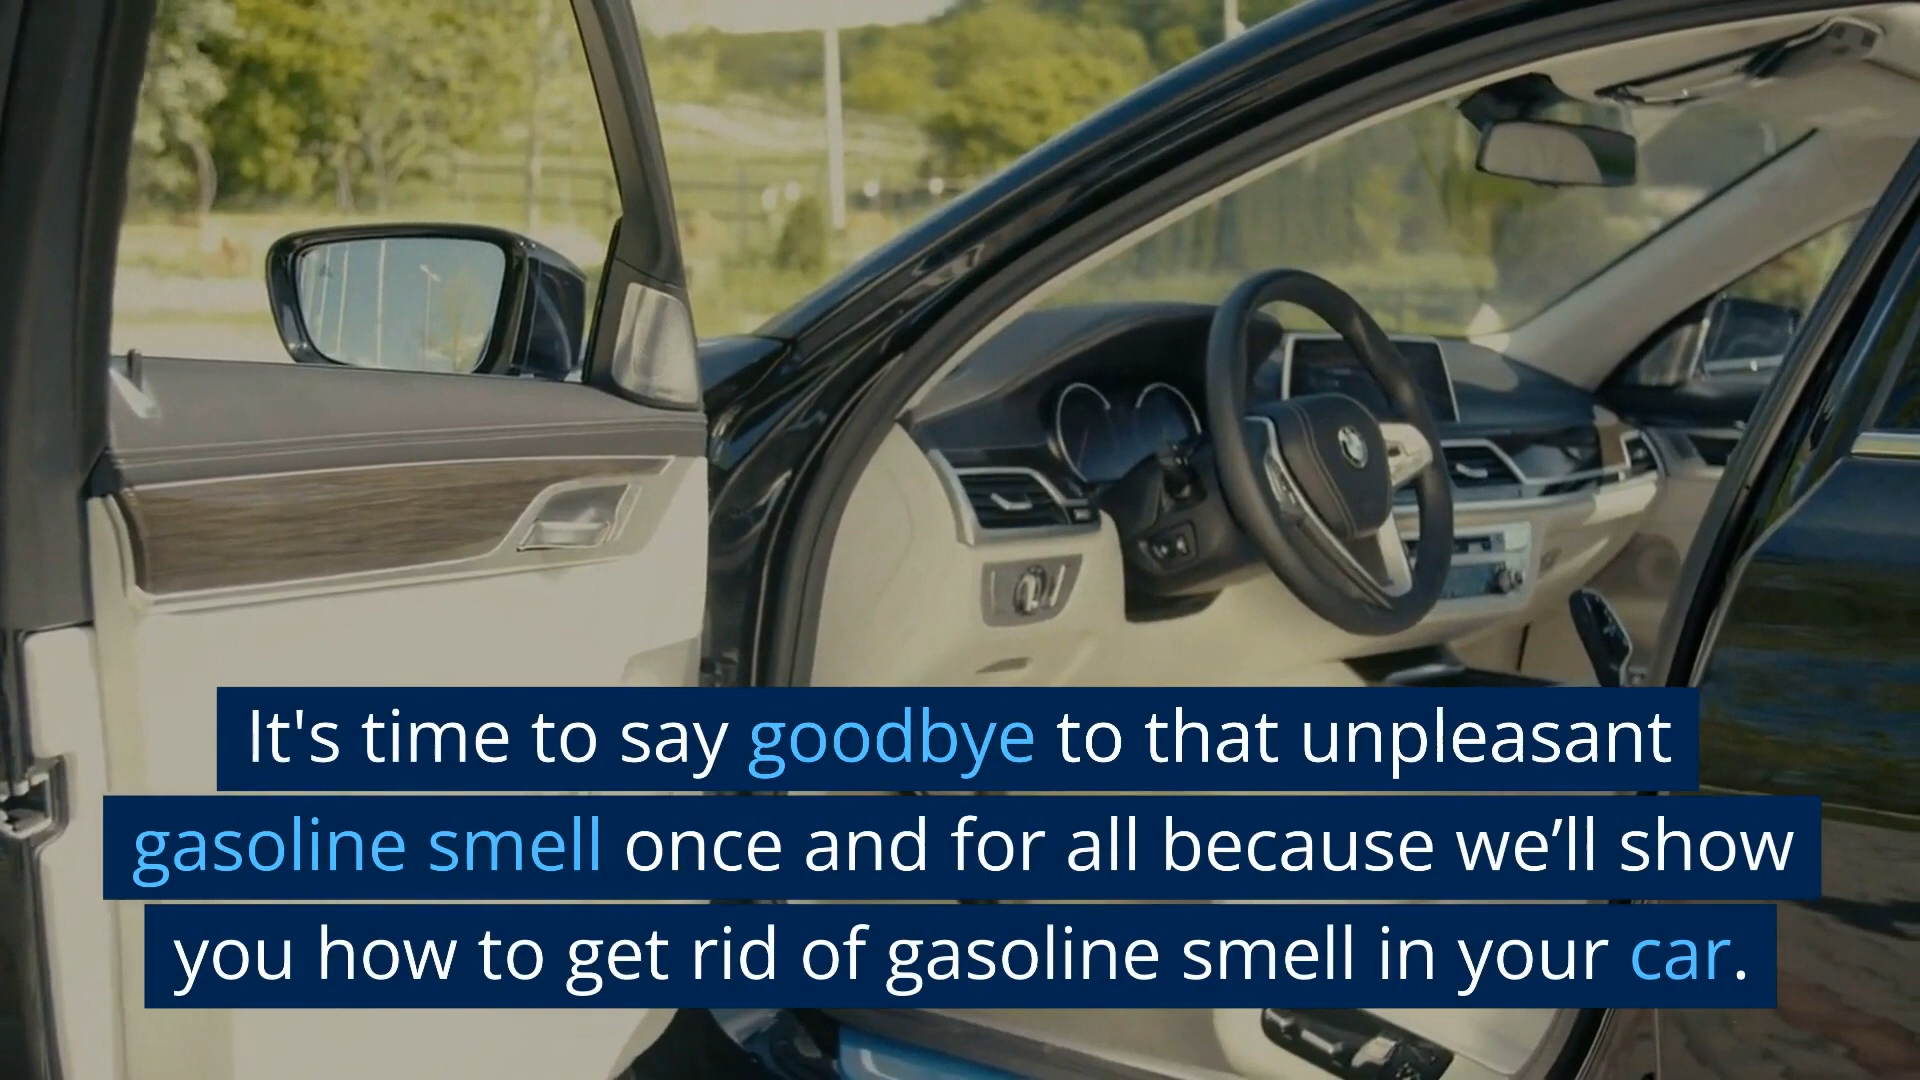 It's time to say goodbye to that unpleasant
gasoline smell once and for all because we’ll show
you how to get rid of gasoline smell in your car.